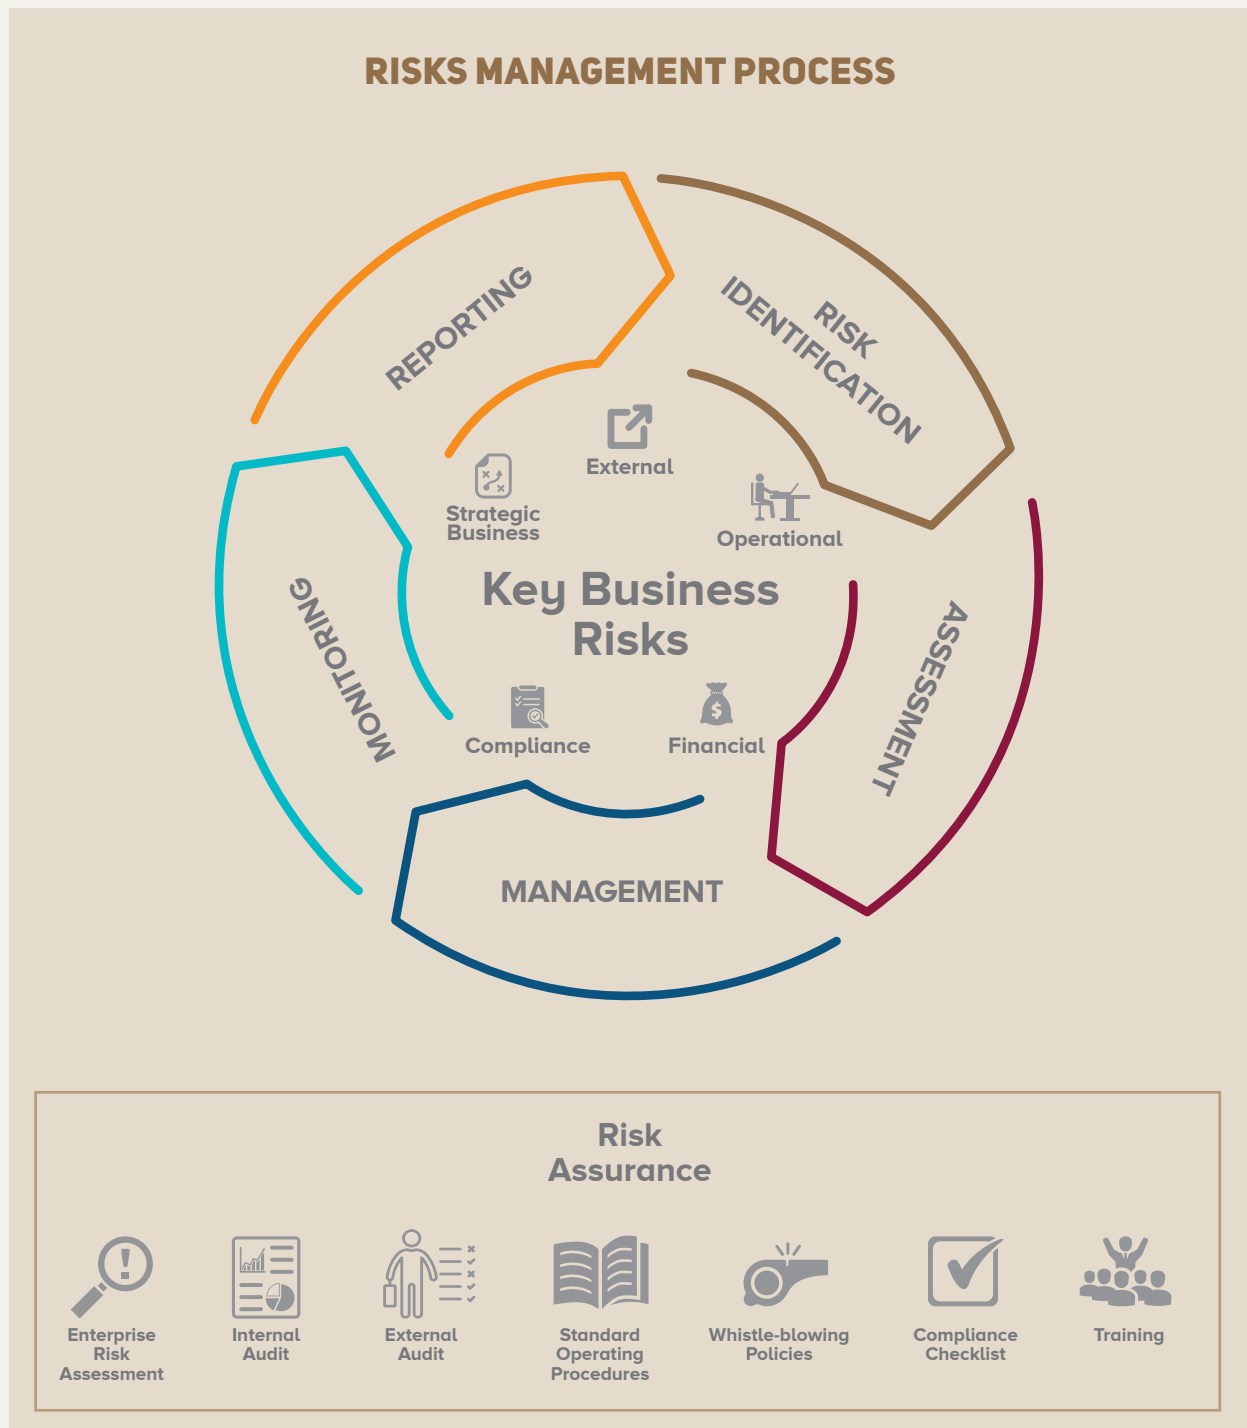 RISKS MANAGEMENT PROCESS
REPORTING
RISK
IDENTIFICATION
External
Strategic
Business
Operational
Key Business
Risks
MONITORING
ASSESSMENT
Compliance
Financial
MANAGEMENT
Risk
Assurance
Enterprise
Risk
Assessment
Internal
Audit
External
Audit
Standard
Operating
Procedures
Whistle-blowing
Policies
Compliance
Checklist
Training